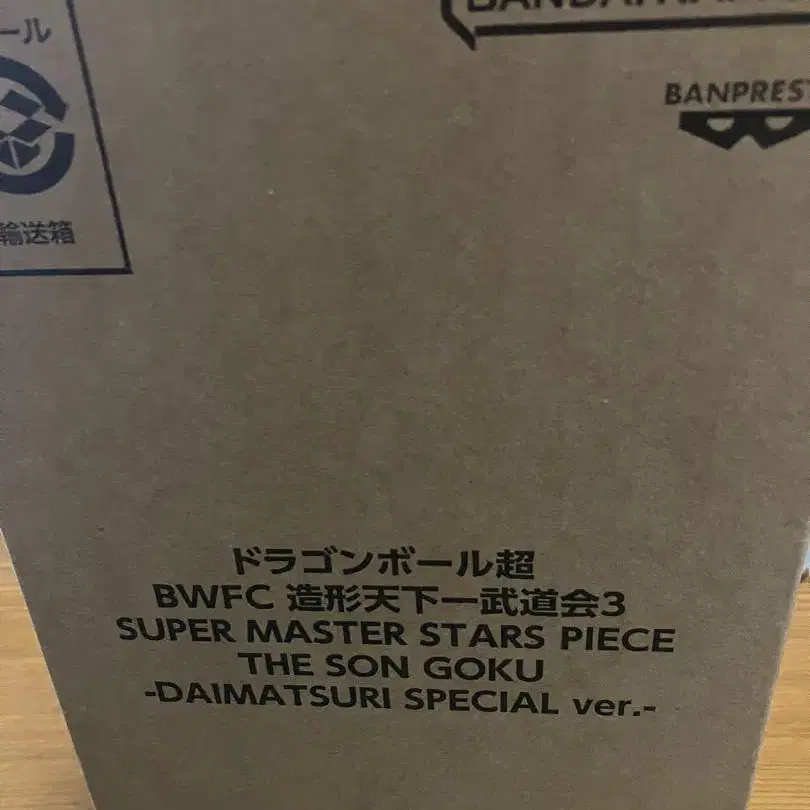 ール
輸送箱
BANPREST
ドラゴンボール超
BWFC 造形天下一武道会3
SUPER MASTER STARS PIECE
THE SON GOKU
-DAIMATSURI SPECIAL ver.-